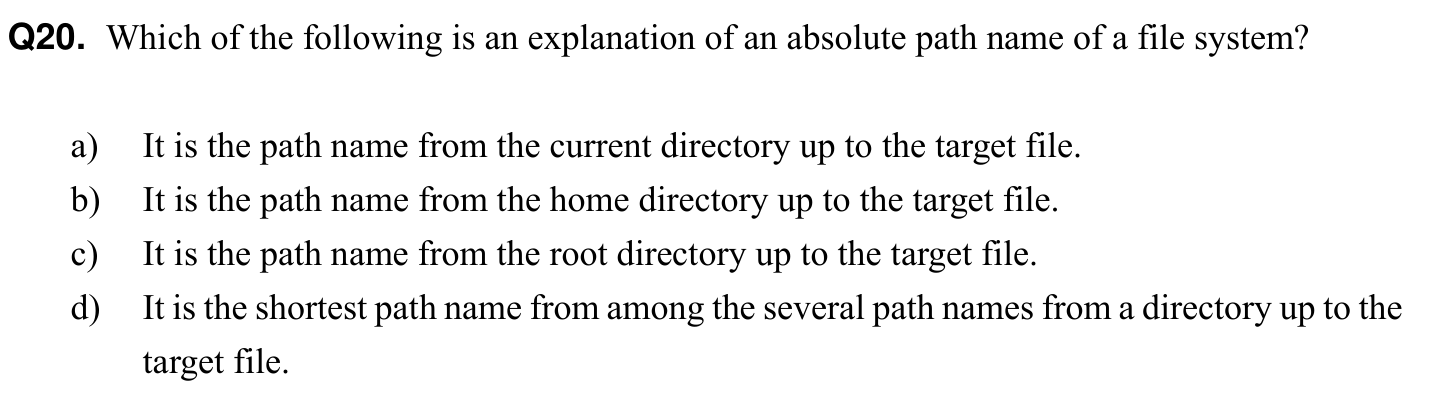 Q20. Which of the following is an explanation of an absolute path name of a file system?
a) It is the path name from the current directory up to the target file.
b) It is the path name from the home directory up to the target file.
c) It is the path name from the root directory up to the target file.
d) It is the shortest path name from among the several path names from a directory up to the
target file.